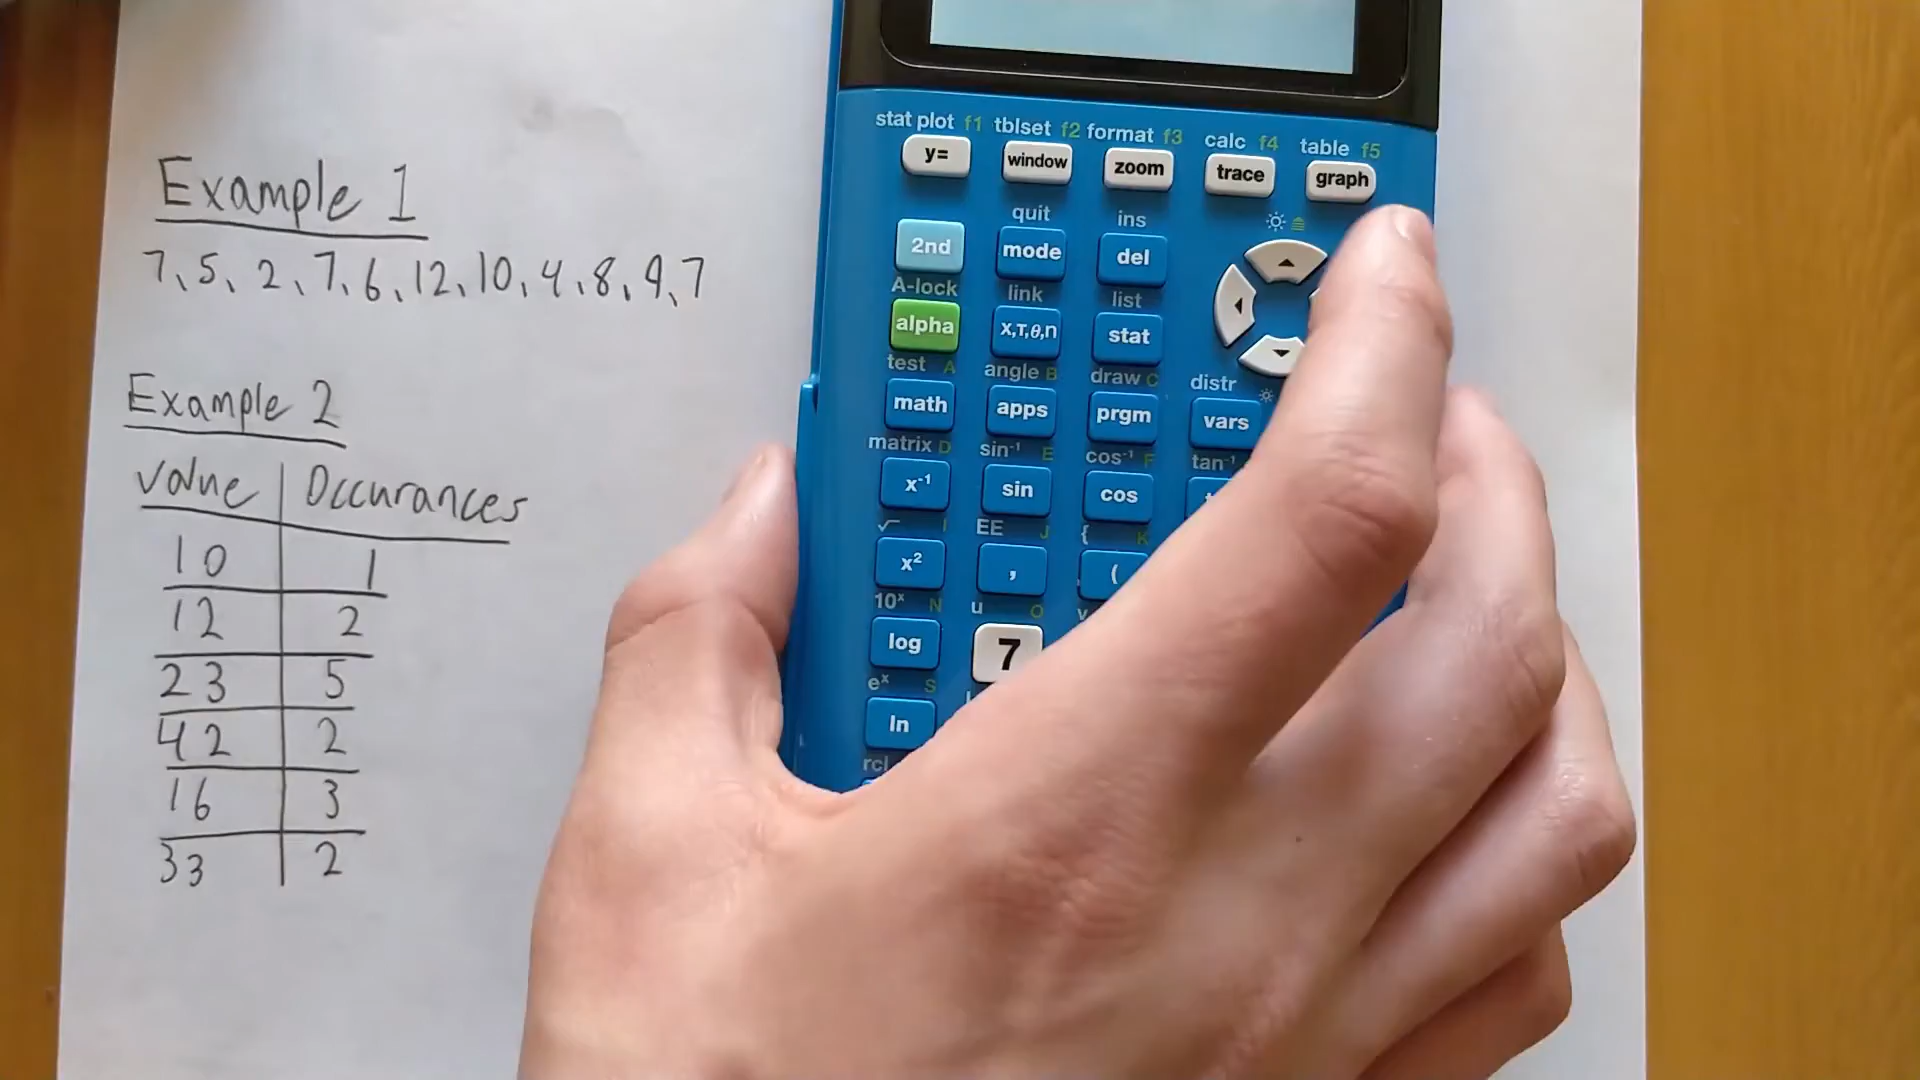 Example 1
7, 5, 2, 7, 6, 12, 10, 4, 8, 9, 7
Example 2
Value Occurances
10 1
12 2
23 5
42 2
16 3
33 2
stat plot f1 tblset f2 format f3 calc f4 table f5
y= window zoom trace graph
quit ins
2nd mode del
A-lock link list
alpha X,T,θ,n stat
test A angle B draw C distr
math apps prgm vars
matrix D sin-1 E cos-1 F tan-1
x-1 sin cos
√ I EE J { K
x2 , (
10x N u O v
log 7
ex S
ln
rcl